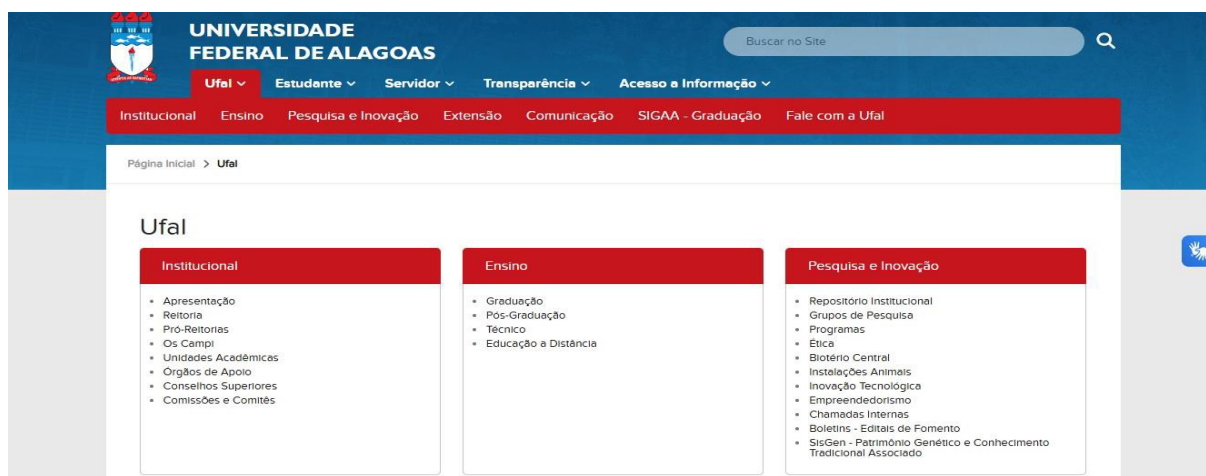 UNIVERSIDADE
FEDERAL DE ALAGOAS
Buscar no Site
Ufal Estudante Servidor Transparência Acesso a Informação
Institucional Ensino Pesquisa e Inovação Extensão Comunicação SIGAA - Graduação Fale com a Ufal
Página Inicial > Ufal
Ufal
Institucional
Apresentação
Reitoria
Pró-Reitorias
Os Campi
Unidades Acadêmicas
Órgãos de Apoio
Conselhos Superiores
Comissões e Comitês
Ensino
Graduação
Pós-Graduação
Técnico
Educação a Distância
Pesquisa e Inovação
Repositório Institucional
Grupos de Pesquisa
Programas
Ética
Biotério Central
Instalações Animais
Inovação Tecnológica
Empreendedorismo
Chamadas Internas
Boletins - Editais de Fomento
SisGen - Patrimônio Genético e Conhecimento
Tradicional Associado